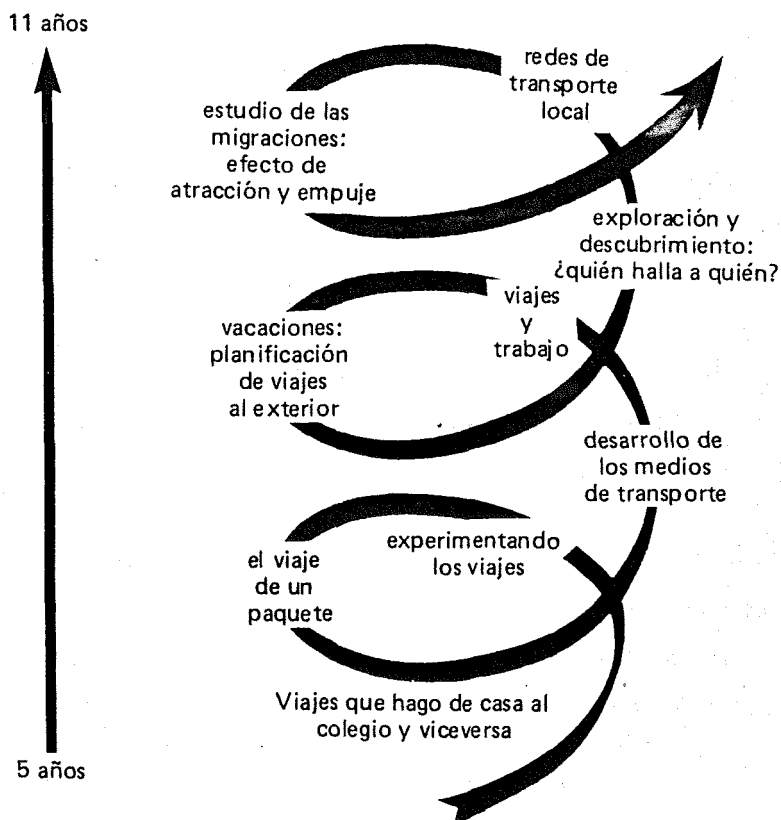 11 años
redes de
transporte
local
estudio de las
migraciones:
efecto de
atracción y empuje
exploración y
descubrimiento:
¿quién halla a quién?
viajes
y
trabajo
vacaciones:
planificación
de viajes
al exterior
desarrollo de
los medios
de transporte
experimentando
los viajes
el viaje
de un
paquete
Viajes que hago de casa al
colegio y viceversa
5 años